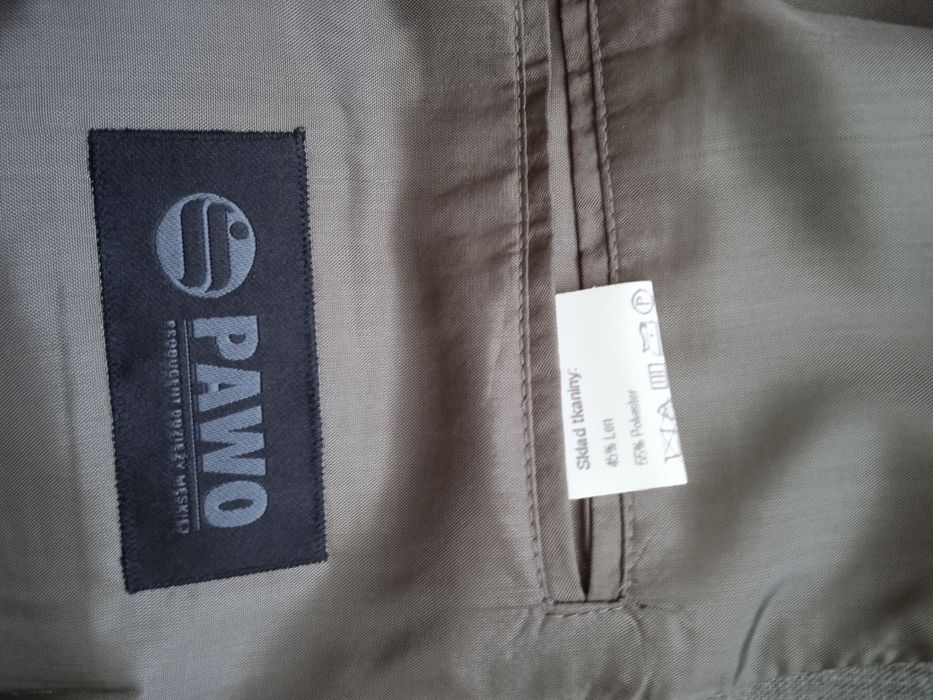 PAWO
PRODUCENT ODZIEŻY MĘSKIEJ
Skład tkaniny:
45% Len
55% Poliester
P